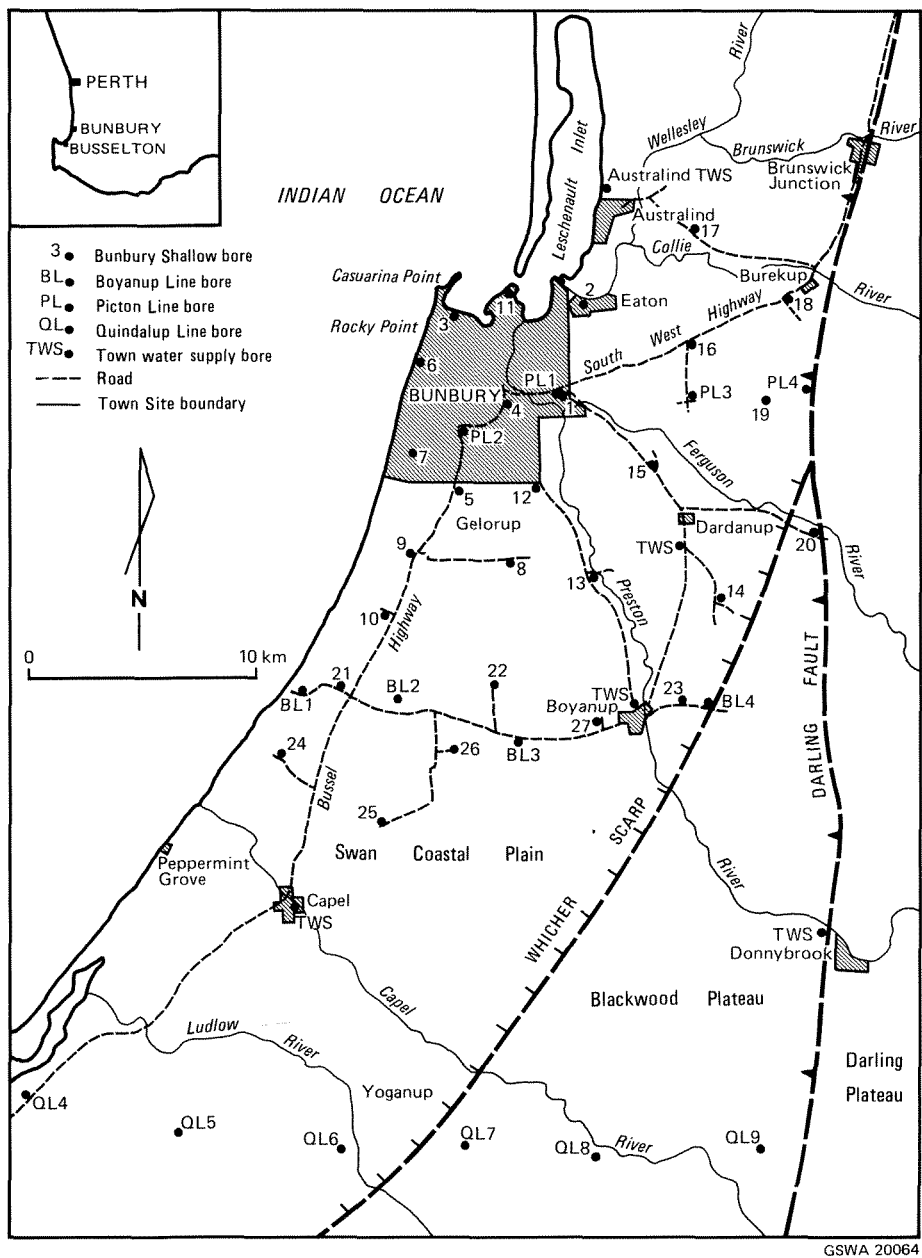 PERTH
BUNBURY
BUSSELTON
INDIAN OCEAN
Leschenault Inlet
Wellesley River
Brunswick River
Brunswick
Junction
Australind TWS
Australind
17
Collie River
Burekup
18
3 Bunbury Shallow bore
BL Boyanup Line bore
PL Picton Line bore
QL Quindalup Line bore
TWS Town water supply bore
Road
Town Site boundary
Casuarina Point
Rocky Point
11
2
Eaton
3
6
South West Highway
16
BUNBURY
PL1
1
4
PL2
PL3
PL4
19
7
5
12
Gelorup
15
Ferguson River
Dardanup
TWS
20
9
8
13
Preston River
14
10
Bussel Highway
N
0 10 km
DARLING FAULT
21
BL1
BL2
22
TWS
Boyanup
27
23
BL4
24
26
BL3
25
Swan Coastal Plain
WHICHER SCARP
Peppermint
Grove
Capel
TWS
TWS
Donnybrook
Blackwood Plateau
Darling
Plateau
Ludlow River
Capel River
Yoganup
QL4
QL5
QL6
QL7
QL8
QL9
GSWA 20064